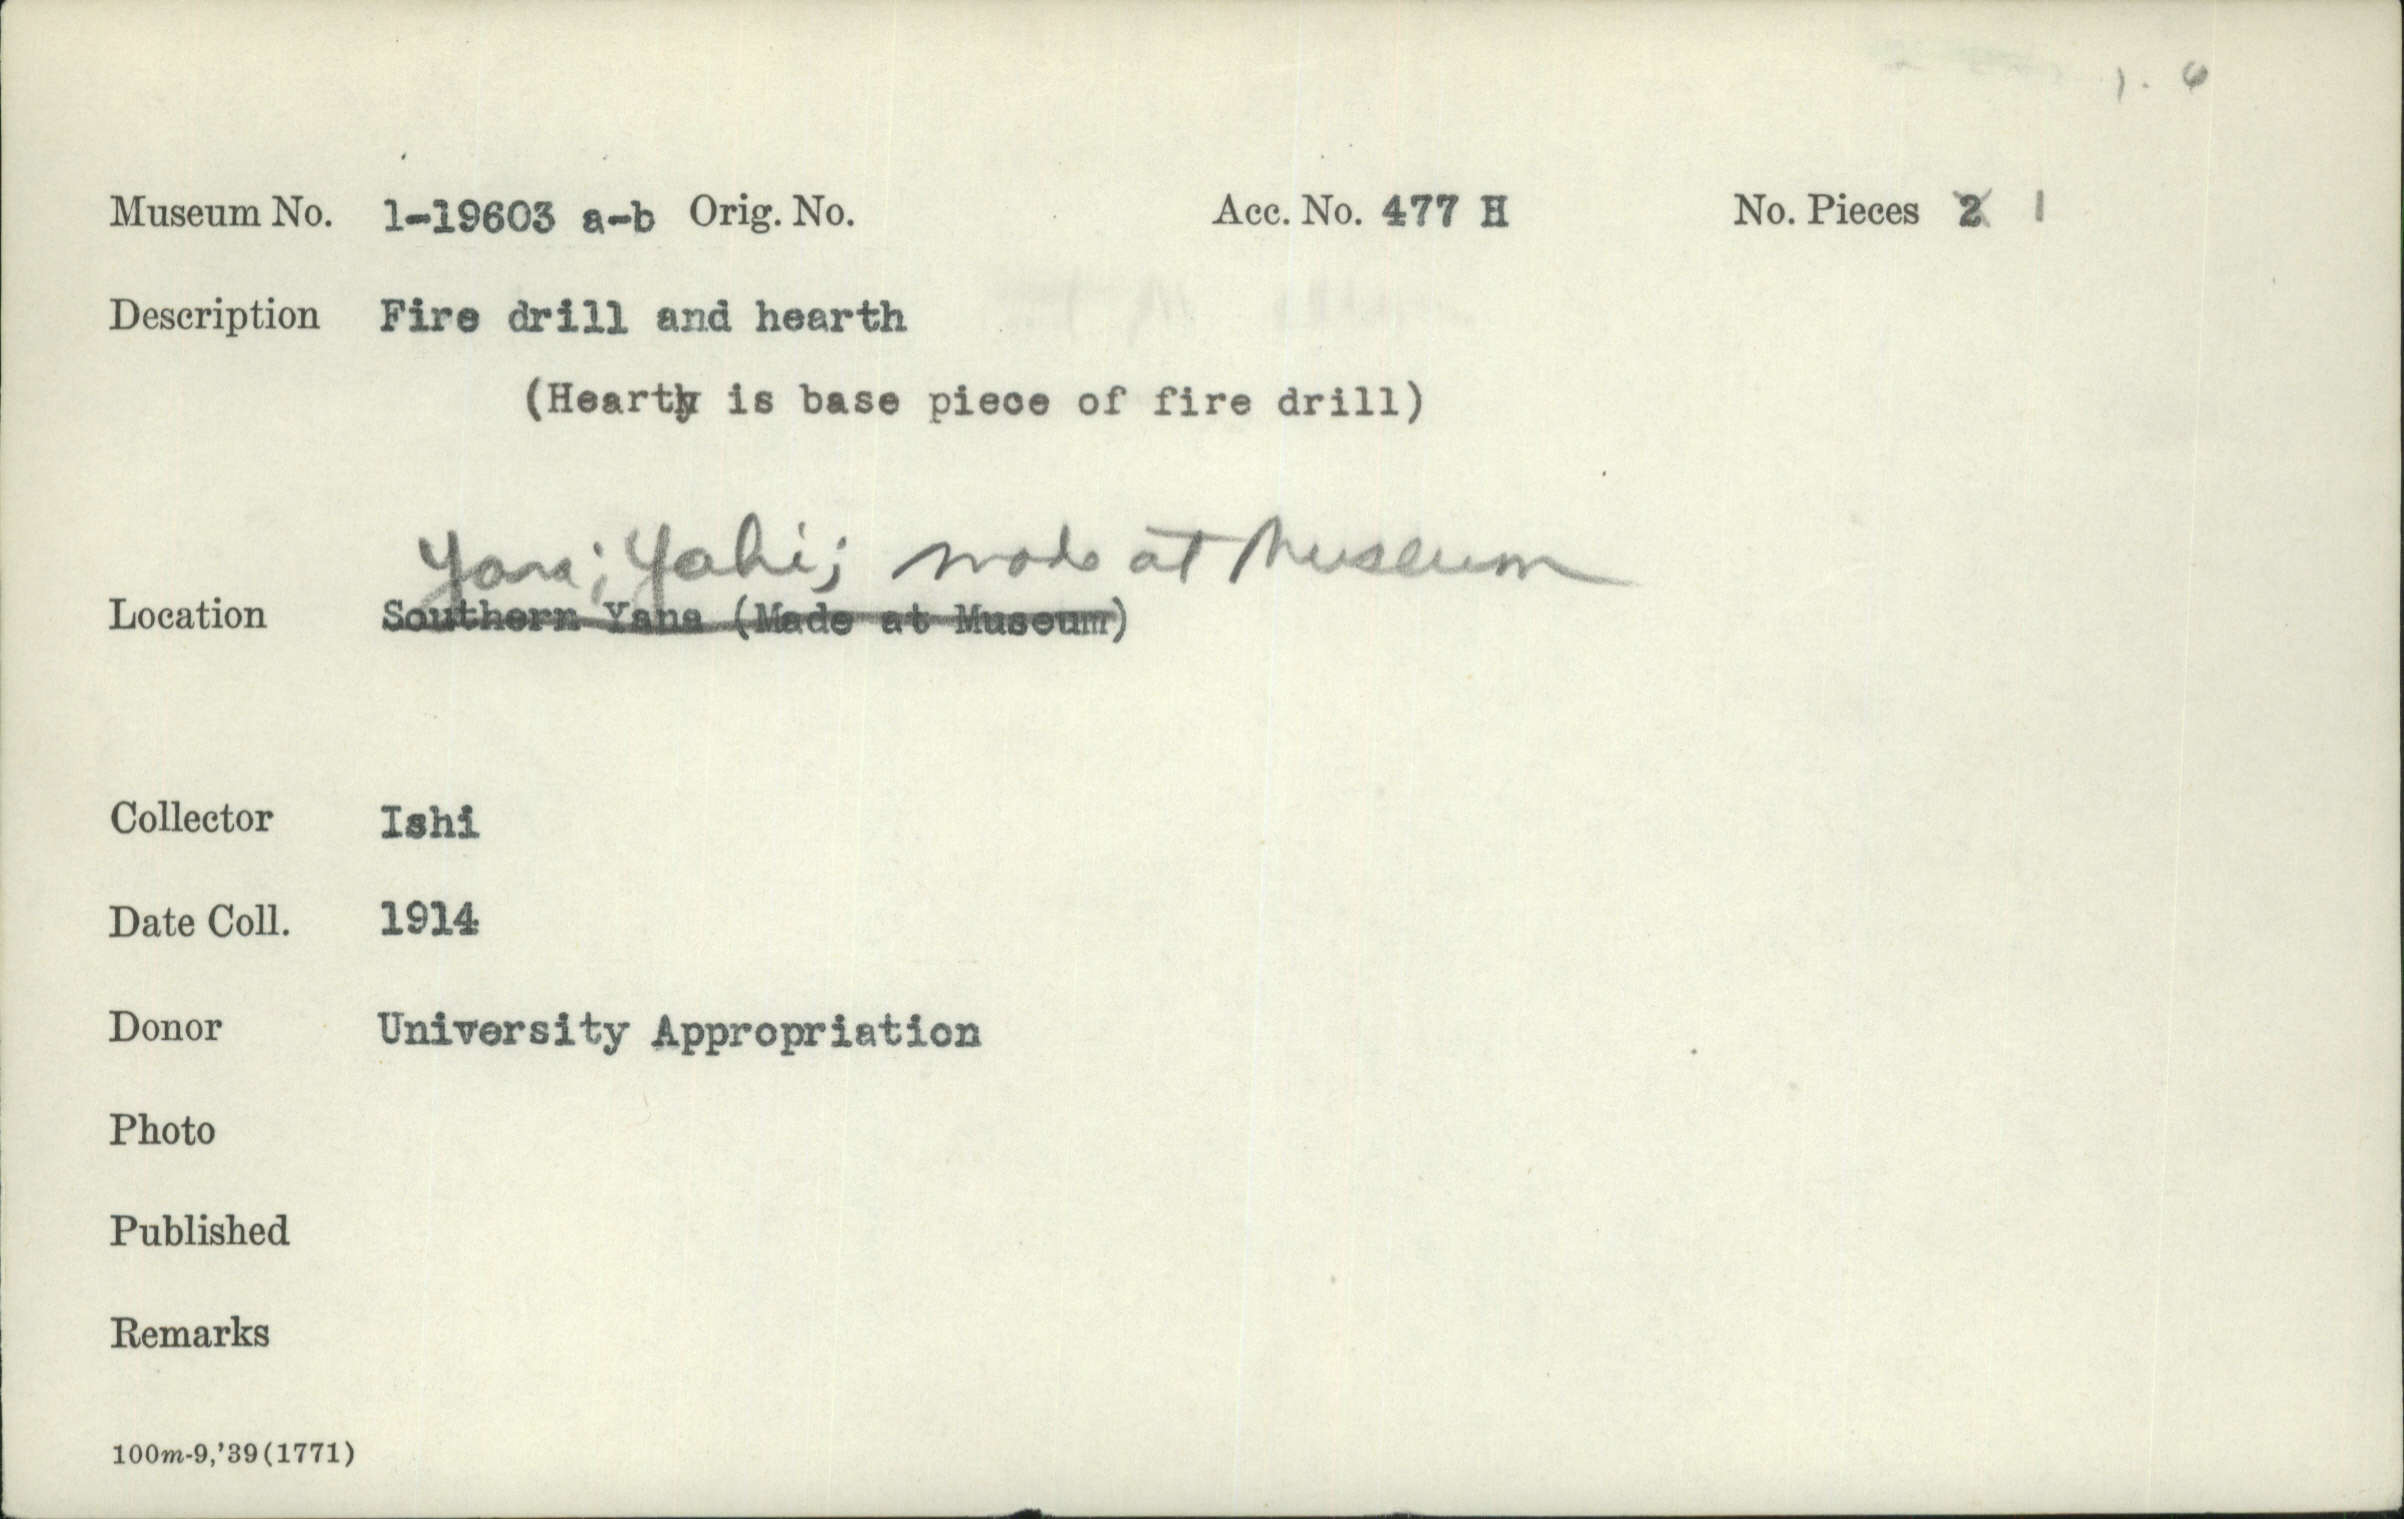 1. 6
Museum No. 1-19603 a-b Orig. No. Acc. No. 477 H No. Pieces 2 1
Description Fire drill and hearth
(Hearth is base piece of fire drill)
Yana; Yahi; made at Museum
Location Southern Yana (Made at Museum)
Collector Ishi
Date Coll. 1914
Donor University Appropriation
Photo
Published
Remarks
100m-9,'39(1771)